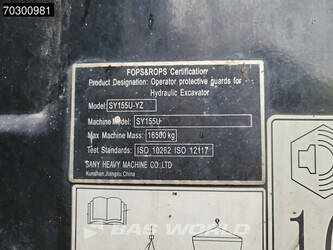 70300981
FOPS&ROPS Certification
Product Designation: Operator protective guards for
Hydraulic Excavator
Model: SY155U-YZ
Machine Model: SY155U
Max Machine Mass: 16500 kg
Test Standards: ISO 10262 ISO 12117
SANY HEAVY MACHINE CO.,LTD
Kunshan, Jiangsu, China
BAS WORLD